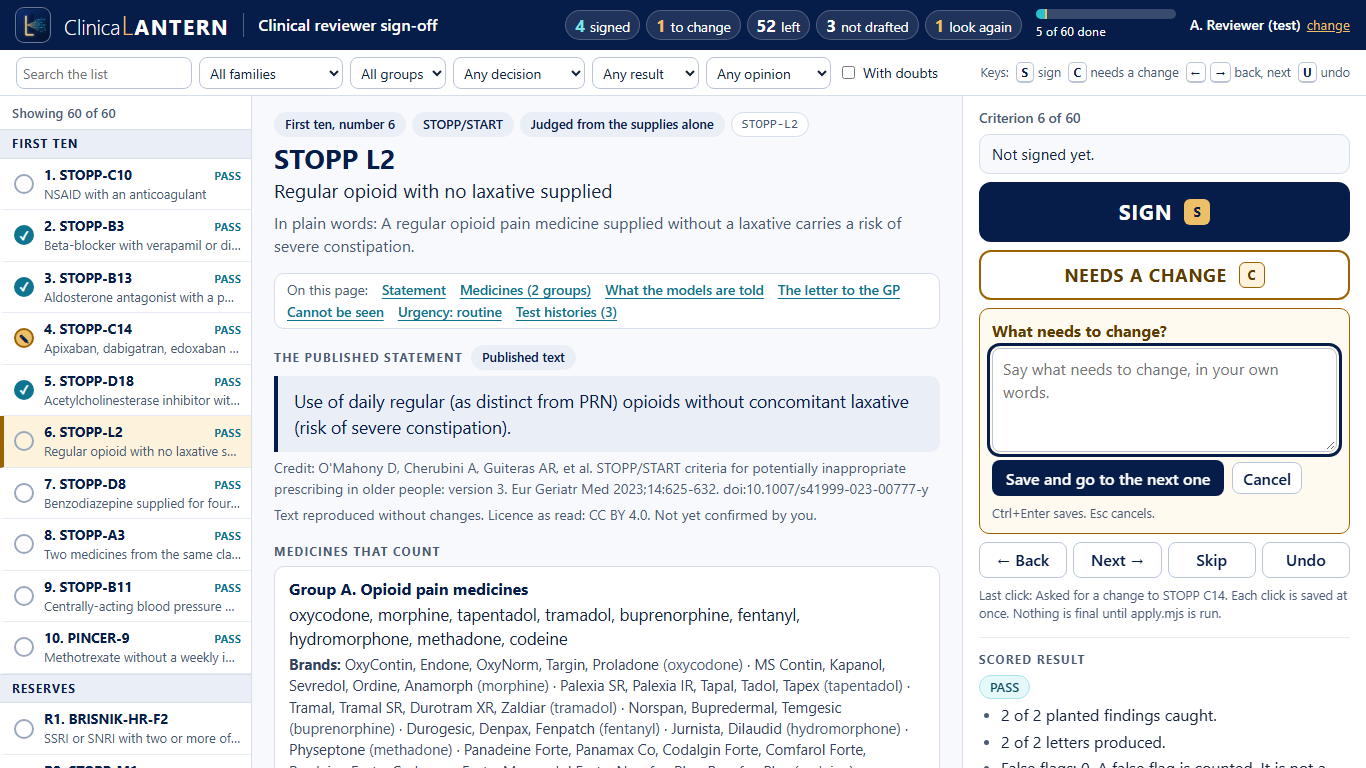 ClinicaLANTERN
Clinical reviewer sign-off
4 signed
1 to change
52 left
3 not drafted
1 look again
5 of 60 done
A. Reviewer (test) change
Search the list
All families
All groups
Any decision
Any result
Any opinion
With doubts
Keys: S sign C needs a change ← → back, next U undo
Showing 60 of 60
FIRST TEN
1. STOPP-C10 PASS
NSAID with an anticoagulant
2. STOPP-B3 PASS
Beta-blocker with verapamil or di...
3. STOPP-B13 PASS
Aldosterone antagonist with a p...
4. STOPP-C14 PASS
Apixaban, dabigatran, edoxaban ...
5. STOPP-D18 PASS
Acetylcholinesterase inhibitor wit...
6. STOPP-L2 PASS
Regular opioid with no laxative s...
7. STOPP-D8 PASS
Benzodiazepine supplied for four...
8. STOPP-A3 PASS
Two medicines from the same cla...
9. STOPP-B11 PASS
Centrally-acting blood pressure ...
10. PINCER-9 PASS
Methotrexate without a weekly i...
RESERVES
R1. BRISNIK-HR-F2
SSRI or SNRI with two or more of...
First ten, number 6
STOPP/START
Judged from the supplies alone
STOPP-L2
STOPP L2
Regular opioid with no laxative supplied
In plain words: A regular opioid pain medicine supplied without a laxative carries a risk of
severe constipation.
On this page: Statement Medicines (2 groups) What the models are told The letter to the GP
Cannot be seen Urgency: routine Test histories (3)
THE PUBLISHED STATEMENT Published text
Use of daily regular (as distinct from PRN) opioids without concomitant laxative
(risk of severe constipation).
Credit: O'Mahony D, Cherubini A, Guiteras AR, et al. STOPP/START criteria for potentially inappropriate
prescribing in older people: version 3. Eur Geriatr Med 2023;14:625-632. doi:10.1007/s41999-023-00777-y
Text reproduced without changes. Licence as read: CC BY 4.0. Not yet confirmed by you.
MEDICINES THAT COUNT
Group A. Opioid pain medicines
oxycodone, morphine, tapentadol, tramadol, buprenorphine, fentanyl,
hydromorphone, methadone, codeine
Brands: OxyContin, Endone, OxyNorm, Targin, Proladone (oxycodone) · MS Contin, Kapanol,
Sevredol, Ordine, Anamorph (morphine) · Palexia SR, Palexia IR, Tapal, Tadol, Tapex (tapentadol) ·
Tramal, Tramal SR, Durotram XR, Zaldiar (tramadol) · Norspan, Bupredermal, Temgesic
(buprenorphine) · Durogesic, Denpax, Fenpatch (fentanyl) · Jurnista, Dilaudid (hydromorphone) ·
Physeptone (methadone) · Panadeine Forte, Panamax Co, Codalgin Forte, Comfarol Forte,
Criterion 6 of 60
Not signed yet.
SIGN S
NEEDS A CHANGE C
What needs to change?
Say what needs to change, in your own
words.
Save and go to the next one
Cancel
Ctrl+Enter saves. Esc cancels.
← Back
Next →
Skip
Undo
Last click: Asked for a change to STOPP C14. Each click is saved at
once. Nothing is final until apply.mjs is run.
SCORED RESULT
PASS
• 2 of 2 planted findings caught.
• 2 of 2 letters produced.
• False flags: 0. A false flag is counted. It is not a